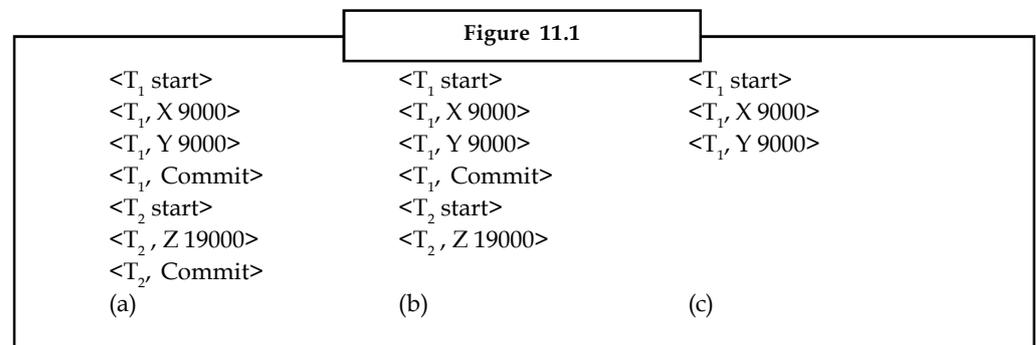 Figure 11.1
<T1 start>
<T1, X 9000>
<T1, Y 9000>
<T1, Commit>
<T2 start>
<T2 , Z 19000>
<T2, Commit>
(a)
<T1 start>
<T1, X 9000>
<T1, Y 9000>
<T1, Commit>
<T2 start>
<T2 , Z 19000>
(b)
<T1 start>
<T1, X 9000>
<T1, Y 9000>
(c)